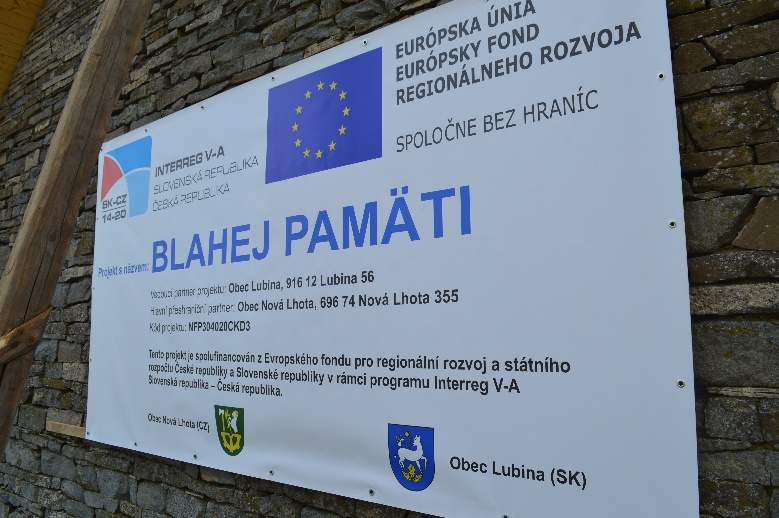 SK-CZ
14-20
INTERREG V-A
SLOVENSKÁ REPUBLIKA
ČESKÁ REPUBLIKA
EURÓPSKA ÚNIA
EURÓPSKY FOND
REGIONÁLNEHO ROZVOJA
SPOLOČNE BEZ HRANÍC
Projekt s názvem: BLAHEJ PAMÄTI
Vedoucí partner projektu: Obec Lubina, 916 12 Lubina 56
Hlavní přeshraniční partner: Obec Nová Lhota, 696 74 Nová Lhota 355
Kód projektu: NFP304020CKD3
Tento projekt je spolufinancován z Evropského fondu pro regionální rozvoj a státního
rozpočtu České republiky a Slovenské republiky v rámci programu Interreg V-A
Slovenská republika – Česká republika.
Obec Nová Lhota (CZ)
Obec Lubina (SK)